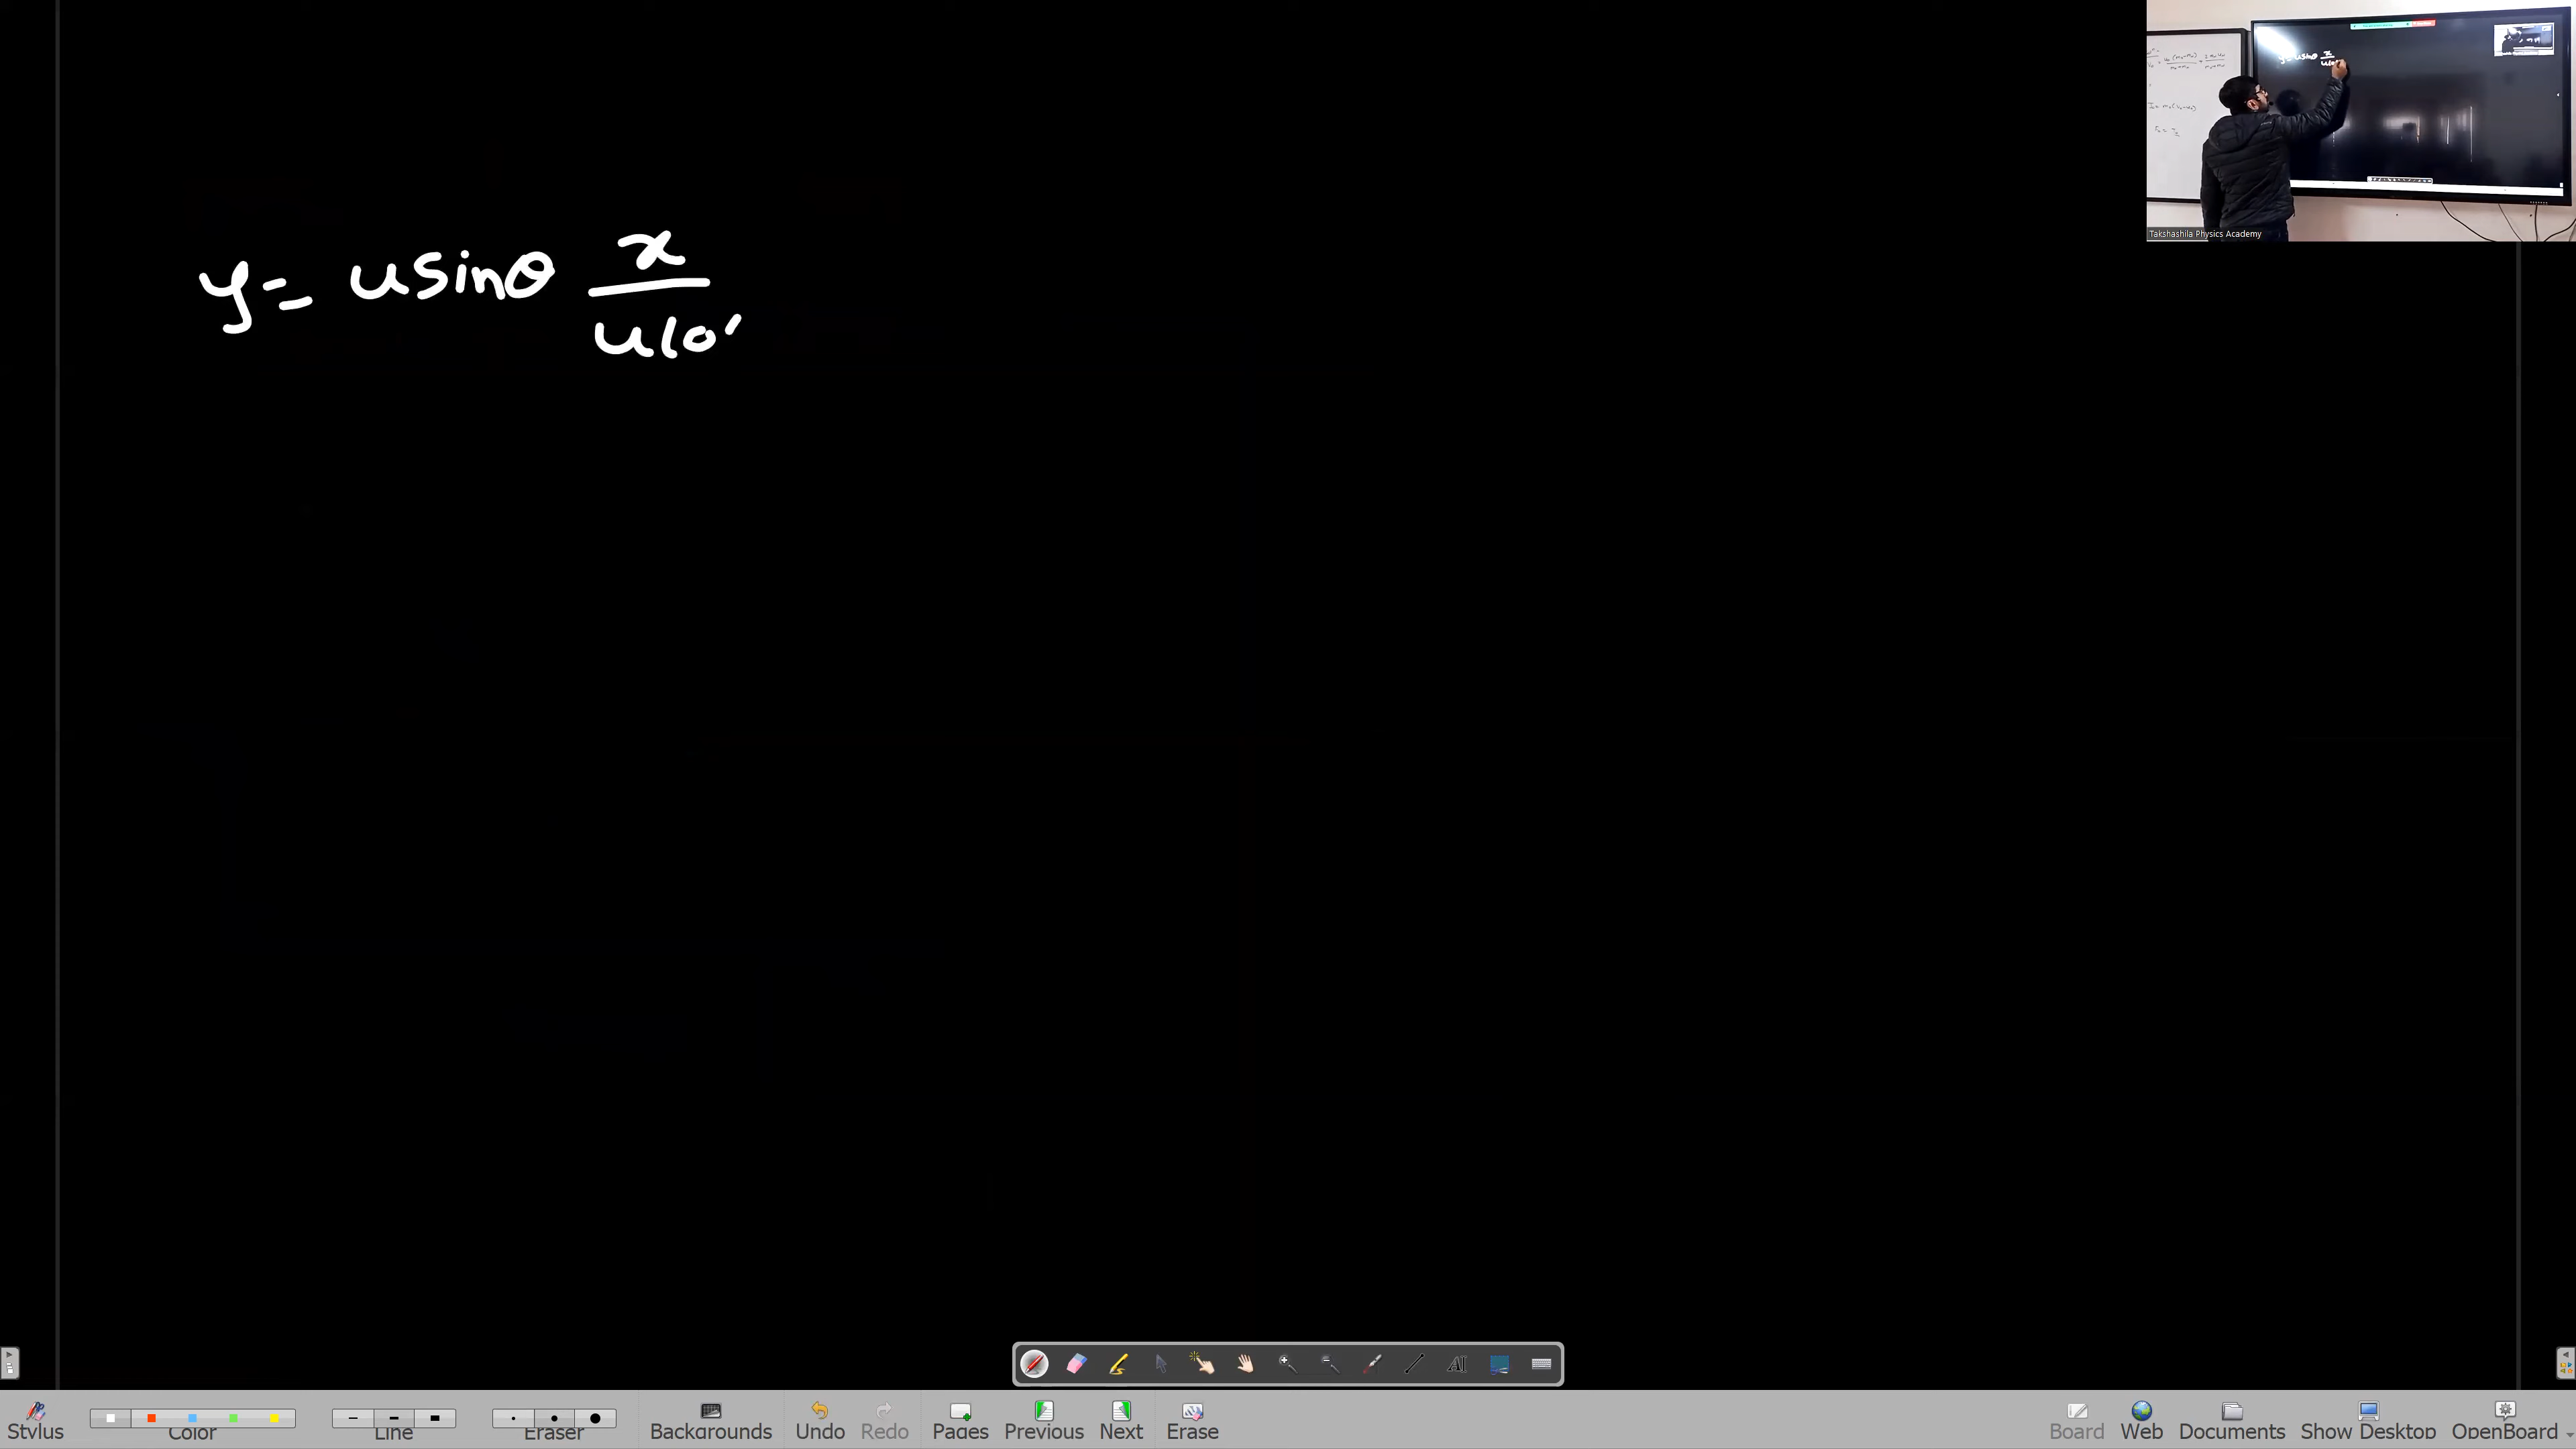 Takshashila Physics Academy
y = usinθ x/uco'
Stylus Color Line Eraser Backgrounds Undo Redo Pages Previous Next Erase Board Web Documents Show Desktop OpenBoard